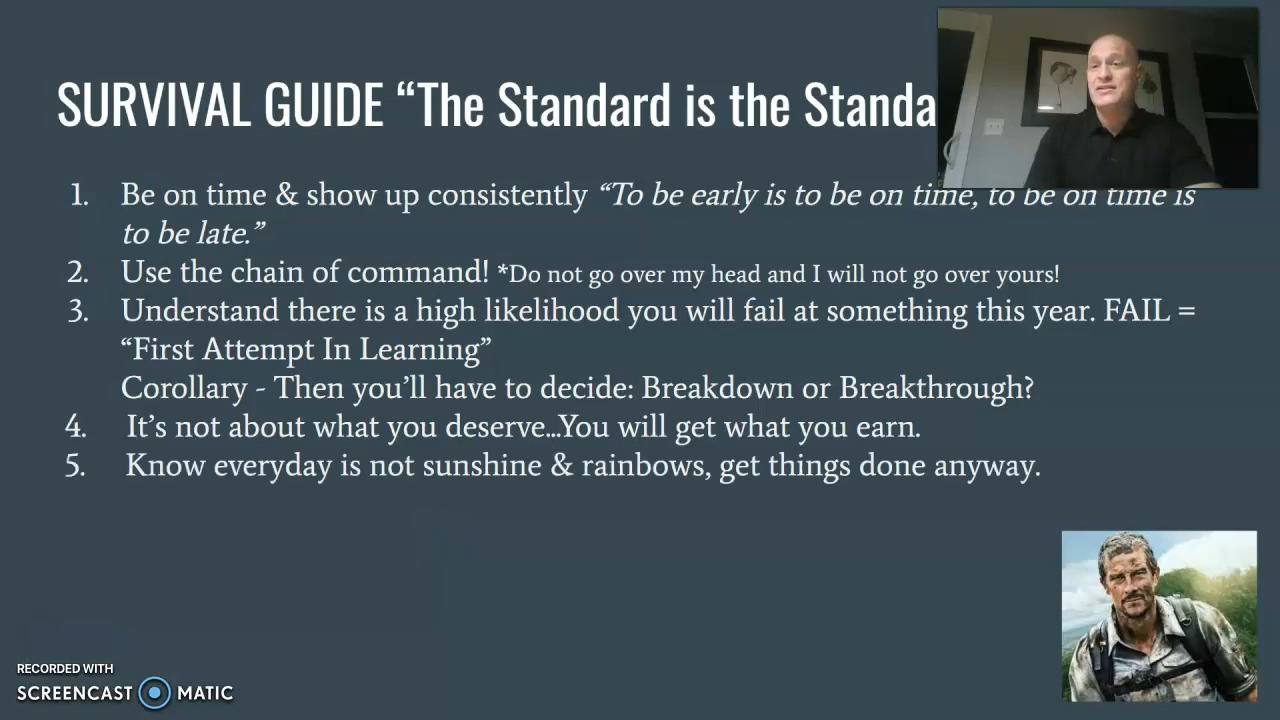 SURVIVAL GUIDE “The Standard is the Standa
1. Be on time & show up consistently “To be early is to be on time, to be on time is
to be late.”
2. Use the chain of command! *Do not go over my head and I will not go over yours!
3. Understand there is a high likelihood you will fail at something this year. FAIL =
“First Attempt In Learning”
Corollary - Then you’ll have to decide: Breakdown or Breakthrough?
4. It’s not about what you deserve...You will get what you earn.
5. Know everyday is not sunshine & rainbows, get things done anyway.
RECORDED WITH
SCREENCAST MATIC